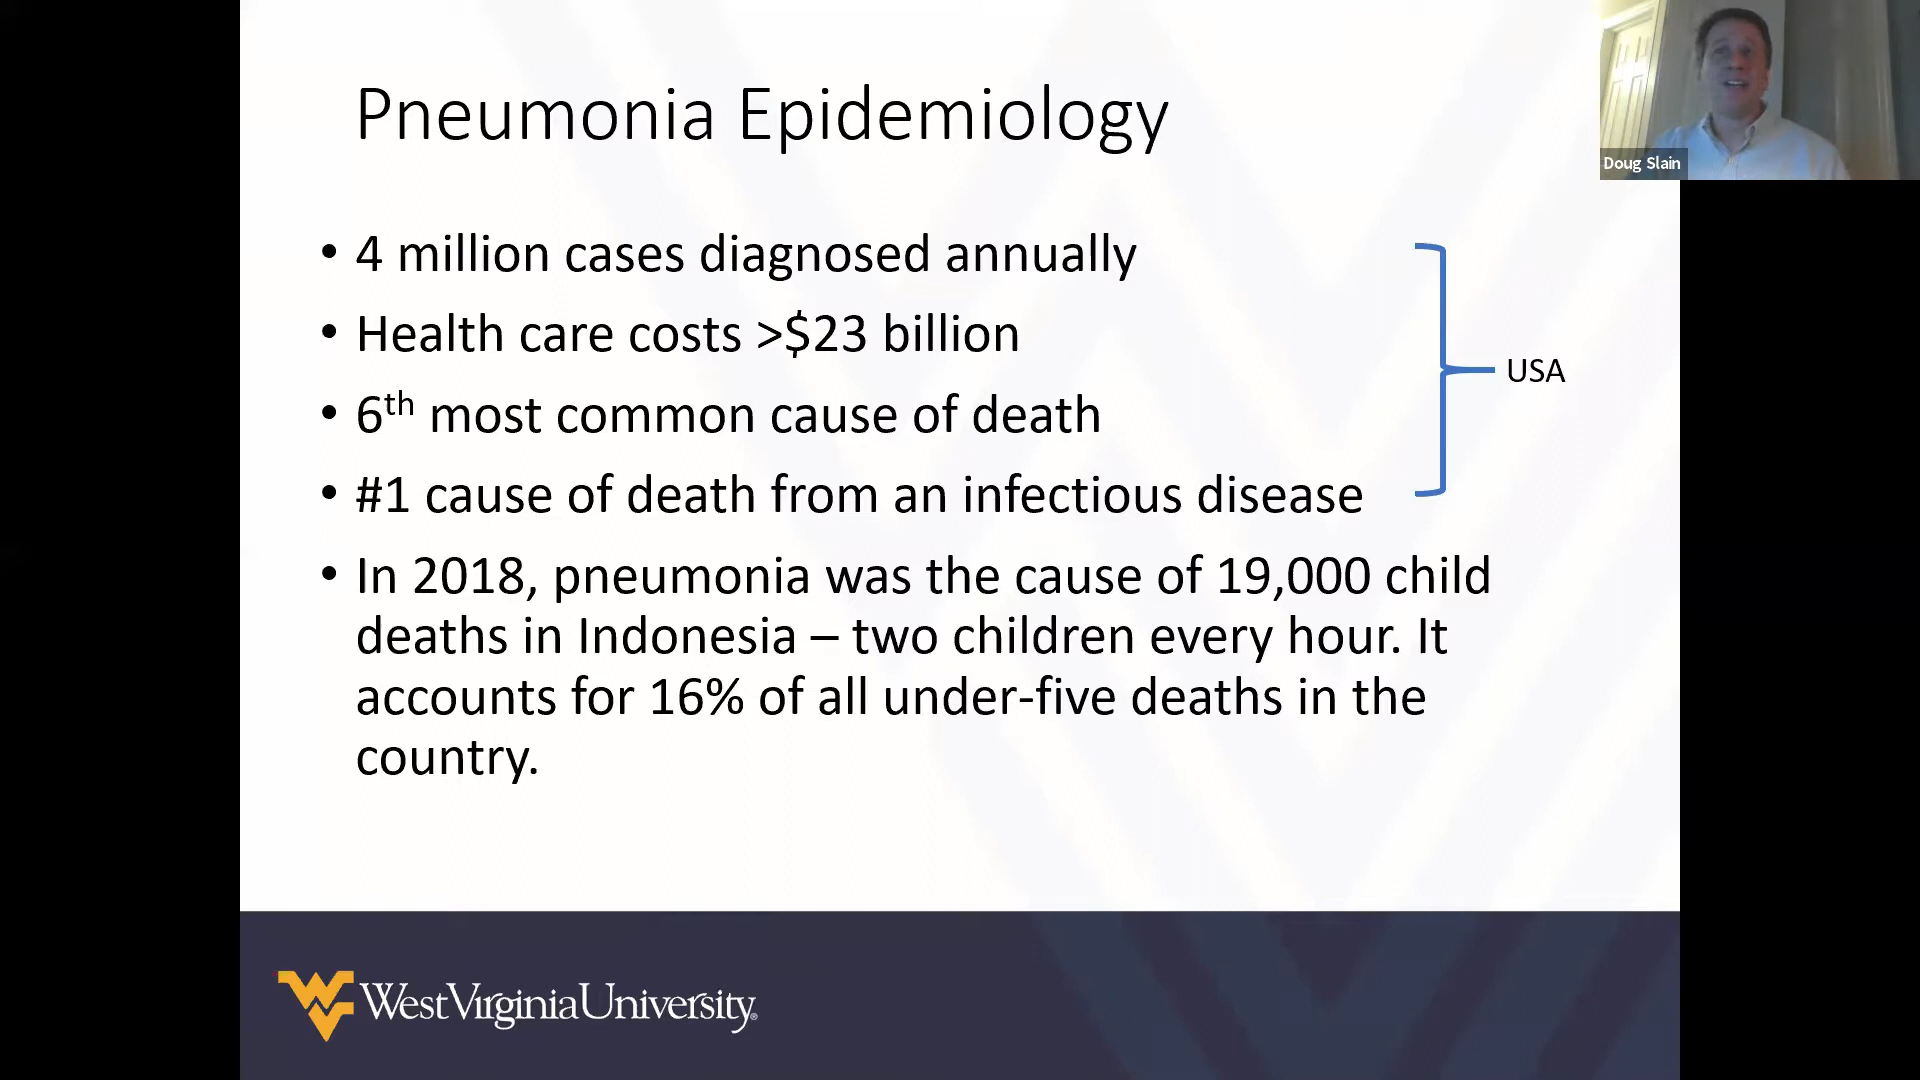 Pneumonia Epidemiology
Doug Slain
• 4 million cases diagnosed annually
• Health care costs >$23 billion
• 6th most common cause of death
• #1 cause of death from an infectious disease
USA
• In 2018, pneumonia was the cause of 19,000 child
deaths in Indonesia – two children every hour. It
accounts for 16% of all under-five deaths in the
country.
WestVirginiaUniversity®